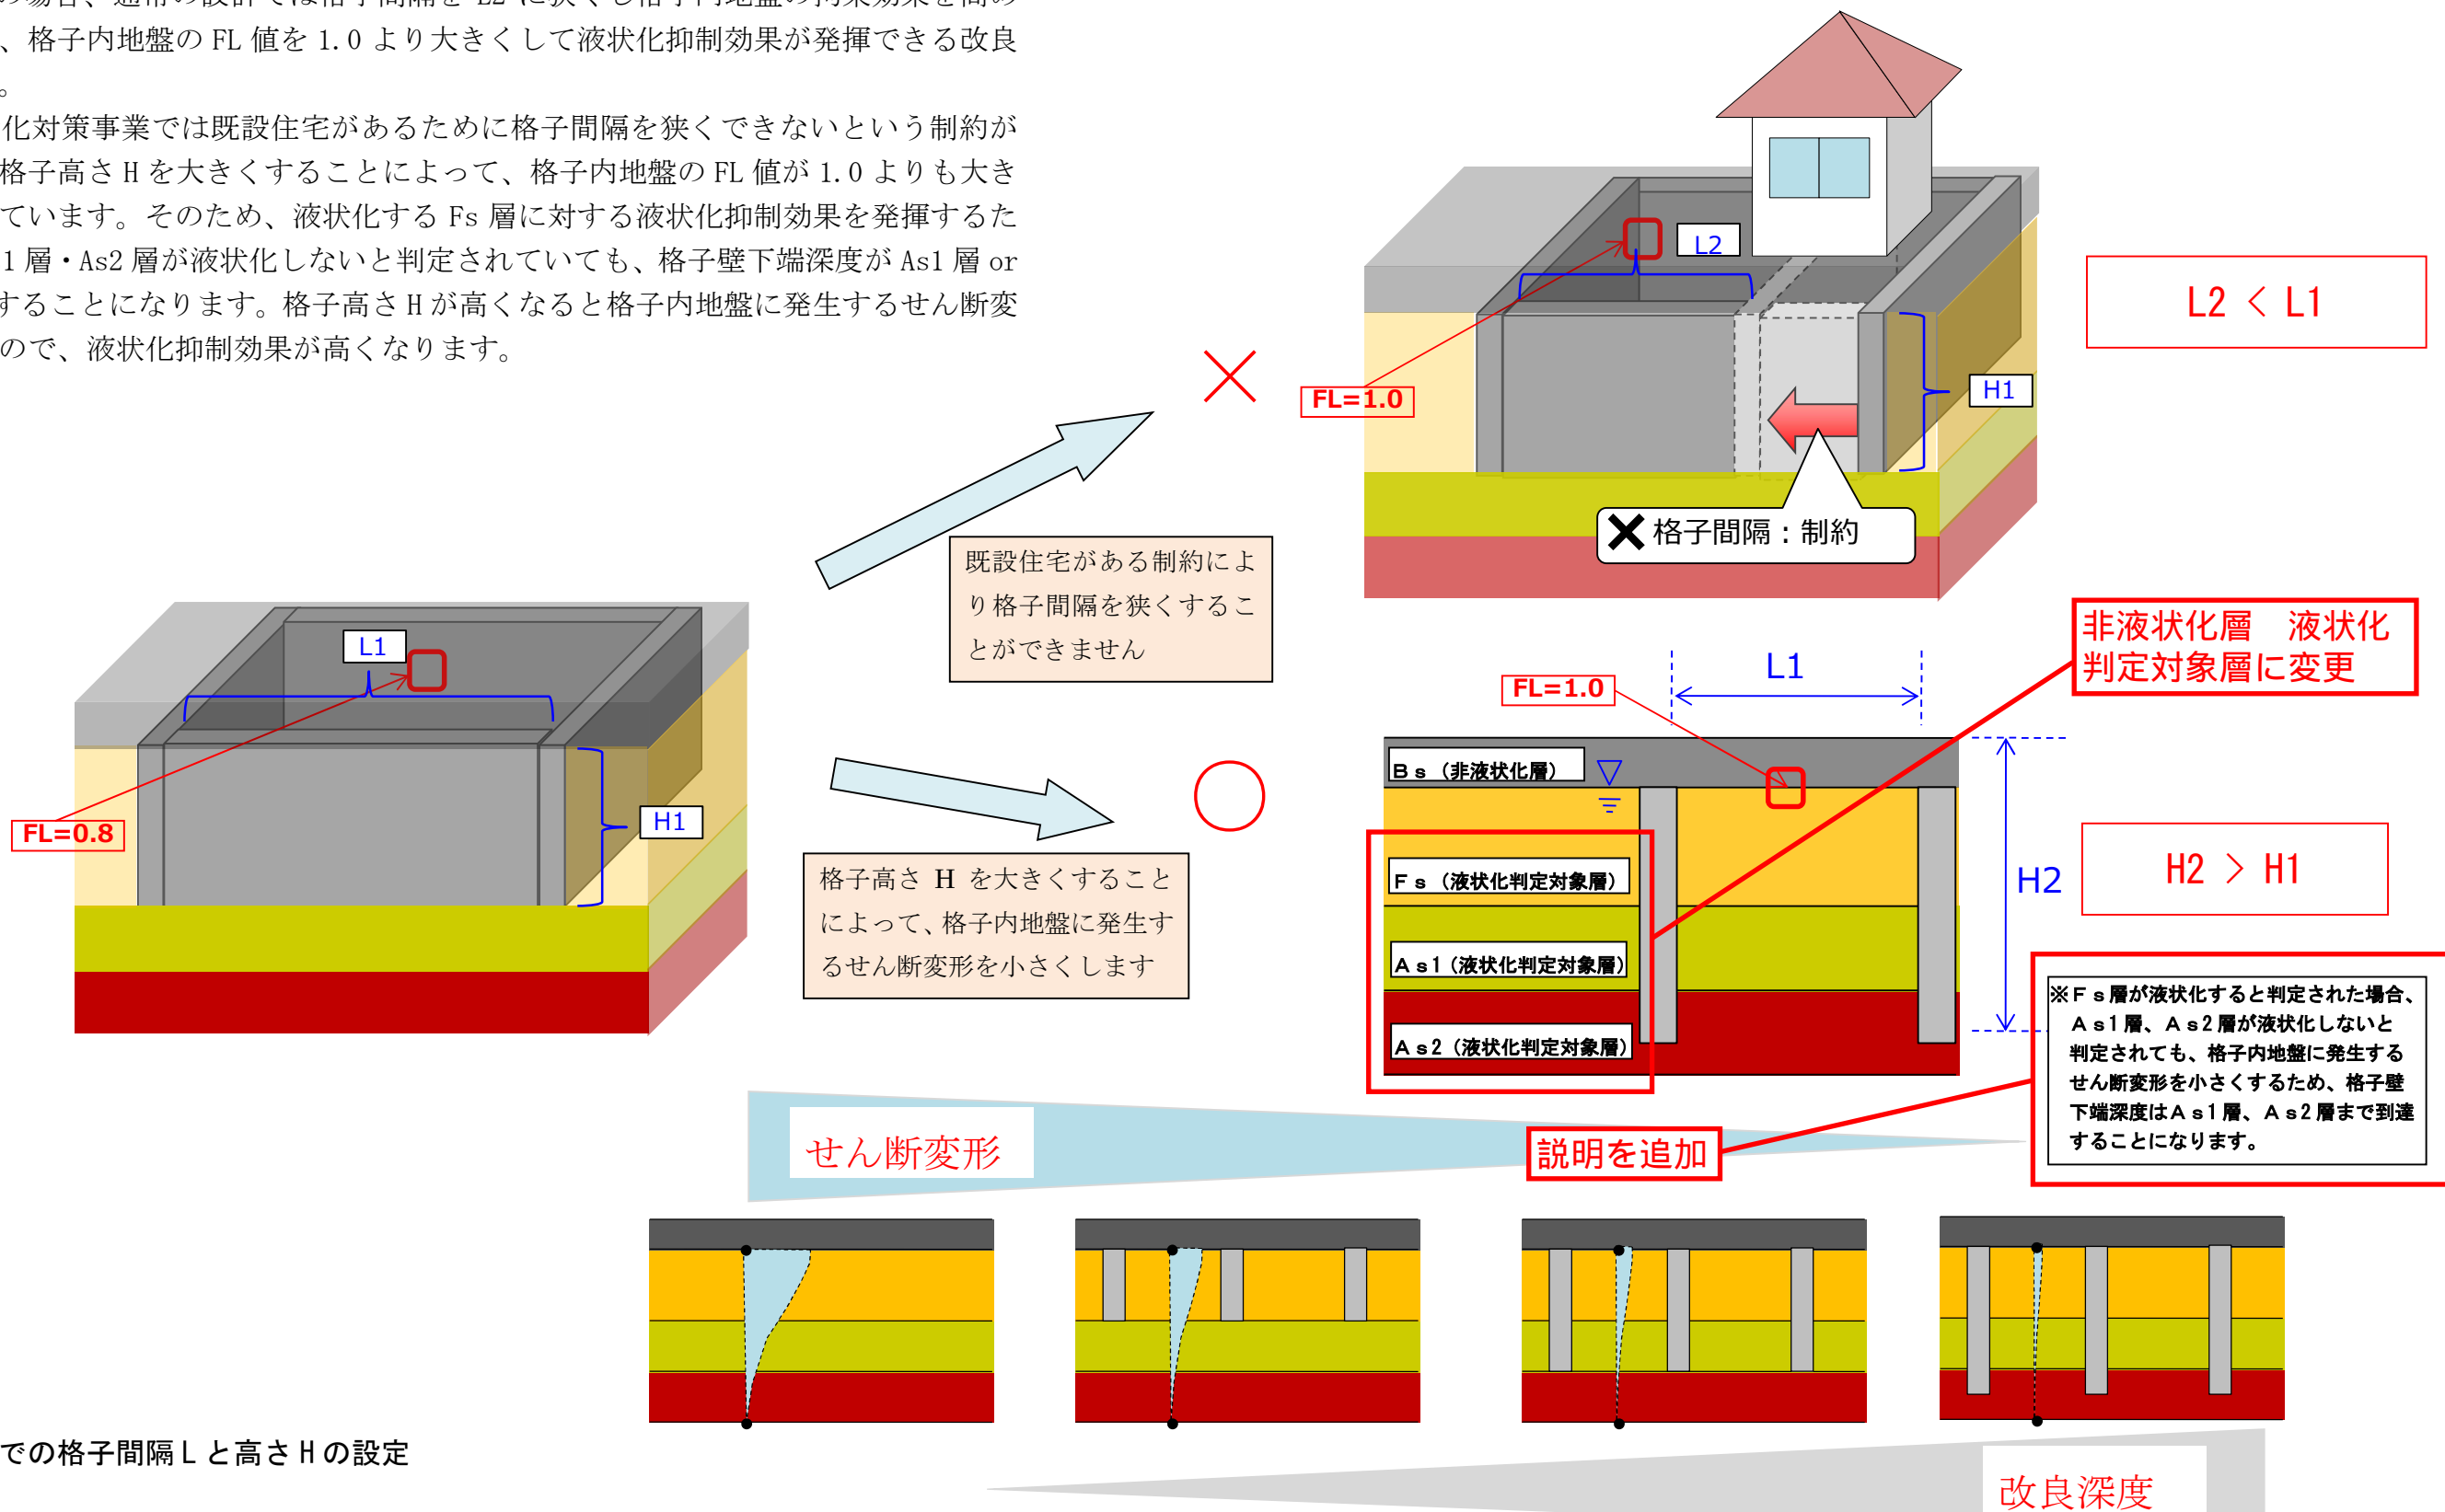 の場合、通常の設計では格子間隔を L2 に狭くし格子内地盤の拘束効果を高め
、格子内地盤の FL 値を 1.0 より大きくして液状化抑制効果が発揮できる改良
。
化対策事業では既設住宅があるために格子間隔を狭くできないという制約が
格子高さ H を大きくすることによって、格子内地盤の FL 値が 1.0 よりも大き
ています。そのため、液状化する Fs 層に対する液状化抑制効果を発揮するた
1 層・As2 層が液状化しないと判定されていても、格子壁下端深度が As1 層 or
することになります。格子高さ H が高くなると格子内地盤に発生するせん断変
ので、液状化抑制効果が高くなります。
L2
L2 < L1
FL=1.0
H1
× 格子間隔：制約
既設住宅がある制約によ
り格子間隔を狭くするこ
とができません
L1
FL=0.8
H1
格子高さ H を大きくすること
によって、格子内地盤に発生す
るせん断変形を小さくします
非液状化層　液状化
判定対象層に変更
L1
FL=1.0
Ｂｓ（非液状化層）
Ｆｓ（液状化判定対象層）
Ａｓ1（液状化判定対象層）
Ａｓ2（液状化判定対象層）
H2
H2 > H1
※Ｆｓ層が液状化すると判定された場合、
Ａｓ1層、Ａｓ2層が液状化しないと
判定されても、格子内地盤に発生する
せん断変形を小さくするため、格子壁
下端深度はＡｓ1層、Ａｓ2層まで到達
することになります。
せん断変形
説明を追加
での格子間隔Ｌと高さＨの設定
改良深度